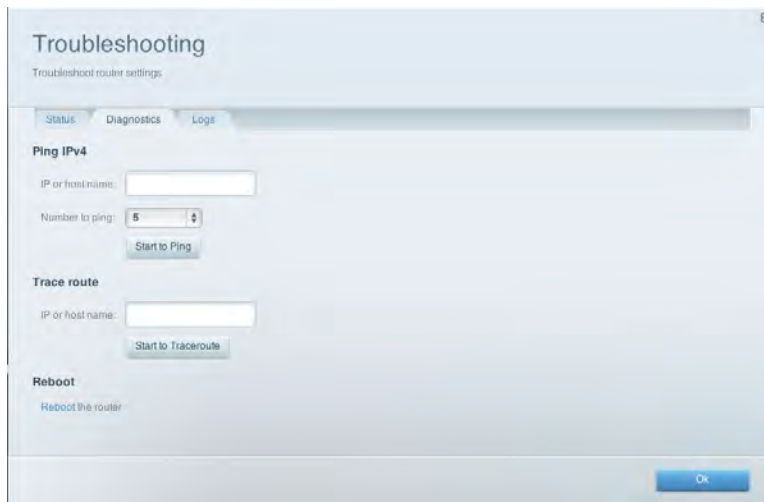 Troubleshooting
Troubleshoot router settings
Status Diagnostics Logs
Ping IPv4
IP or host name:
Number to ping: 5
Start to Ping
Trace route
IP or host name:
Start to Traceroute
Reboot
Reboot the router
Ok